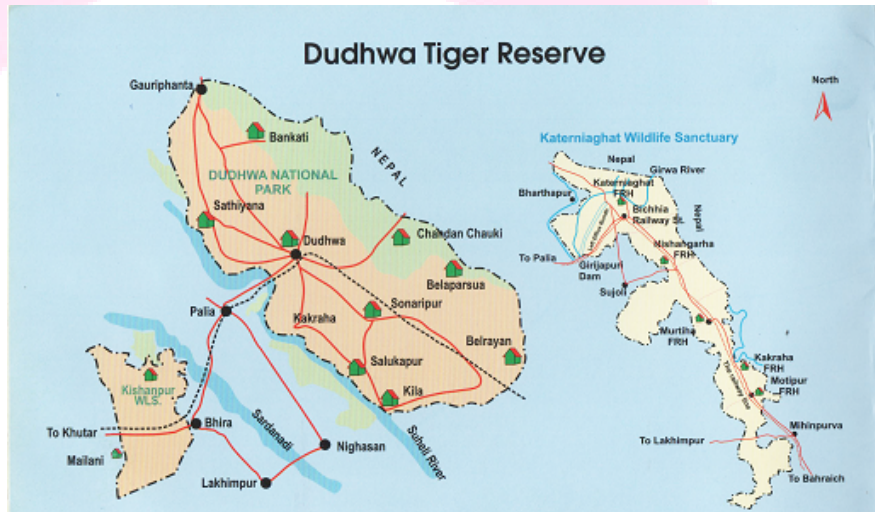 Dudhwa Tiger Reserve
North
Gauriphanta
Bankati
NEPAL
DUDHWA NATIONAL
PARK
Sathiyana
Dudhwa
Chandan Chauki
Belaparsua
Sonaripur
Kakraha
Palia
Belrayan
Salukapur
Kila
Kishanpur
WLS.
Bhira
To Khutar
Mailani
Sardanadi
Suheli River
Nighasan
Lakhimpur
Katerniaghat Wildlife Sanctuary
Nepal
Girwa River
Katerniaghat
FRH
Bharthapur
Bichhia
Railway St.
Nepal
Nishangarha
FRH
To Palia
Girijapuri
Dam
Sujoli
Murtiha
FRH
Kakraha
FRH
Motipur
FRH
Mihinpurva
To Lakhimpur
To Bahraich